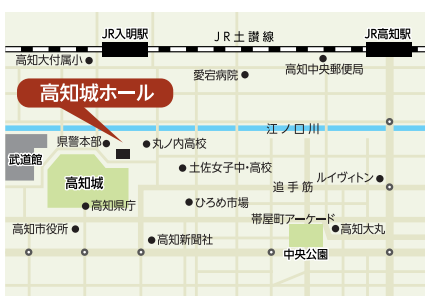 JR入明駅
JR土讃線
JR高知駅
高知大付属小
愛宕病院
高知中央郵便局
高知城ホール
江ノ口川
県警本部
丸ノ内高校
武道館
土佐女子中・高校
高知城
ルイヴィトン
追手筋
高知県庁
ひろめ市場
帯屋町アーケード
高知市役所
高知新聞社
高知大丸
中央公園